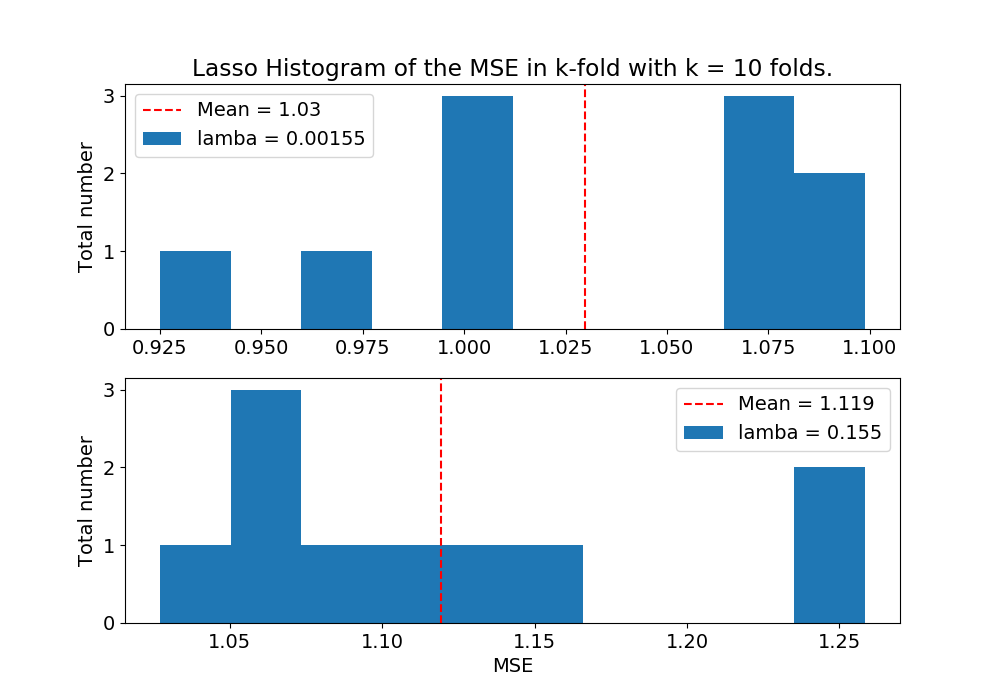 Lasso Histogram of the MSE in k-fold with k = 10 folds.
Mean = 1.03
lamba = 0.00155
Total number
3
2
1
0
0.925 0.950 0.975 1.000 1.025 1.050 1.075 1.100
Mean = 1.119
lamba = 0.155
Total number
3
2
1
0
1.05 1.10 1.15 1.20 1.25
MSE